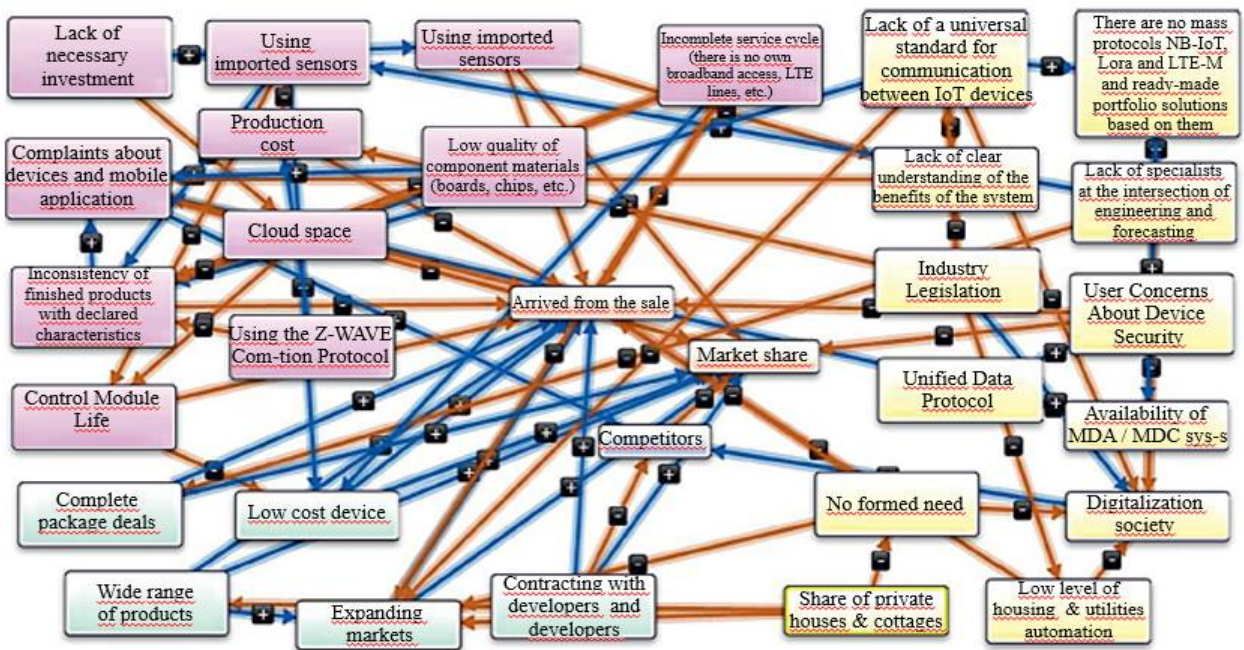 Lack of
necessary
investment
Using
imported sensors
Using imported
sensors
Incomplete service cycle
(there is no own
broadband access, LTE
lines, etc.)
Lack of a universal
standard for
communication
between IoT devices
There are no mass
protocols NB-IoT,
Lora and LTE-M
and ready-made
portfolio solutions
based on them
Production
cost
Complaints about
devices and mobile
application
Low quality of
component materials
(boards, chips, etc.)
Lack of clear
understanding of the
benefits of the system
Lack of specialists
at the intersection of
engineering and
forecasting
Cloud space
Inconsistency of
finished products
with declared
characteristics
Arrived from the sale
Industry
Legislation
User Concerns
About Device
Security
Using the Z-WAVE
Com-tion Protocol
Market share
Unified Data
Protocol
Control Module
Life
Competitors
Availability of
MDA / MDC sys-s
Complete
package deals
Low cost device
No formed need
Digitalization
society
Wide range
of products
Expanding
markets
Contracting with
developers and
developers
Share of private
houses & cottages
Low level of
housing & utilities
automation